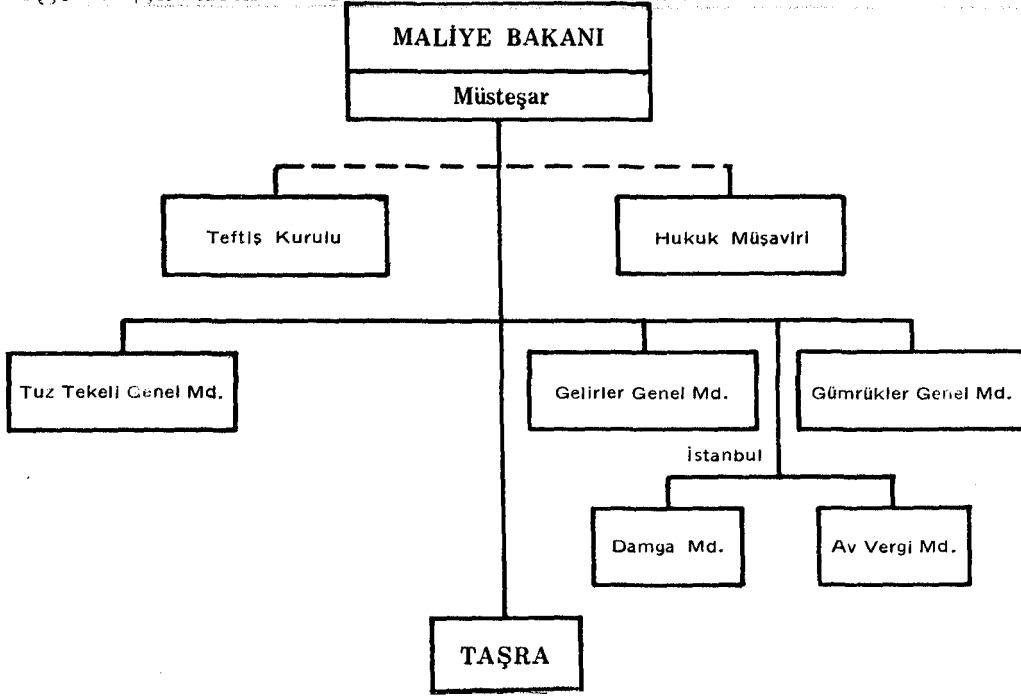 MALİYE BAKANI
Müsteşar
Teftiş Kurulu
Hukuk Müşaviri
Tuz Tekeli Genel Md.
Gelirler Genel Md.
Gümrükler Genel Md.
İstanbul
Damga Md.
Av Vergi Md.
TAŞRA